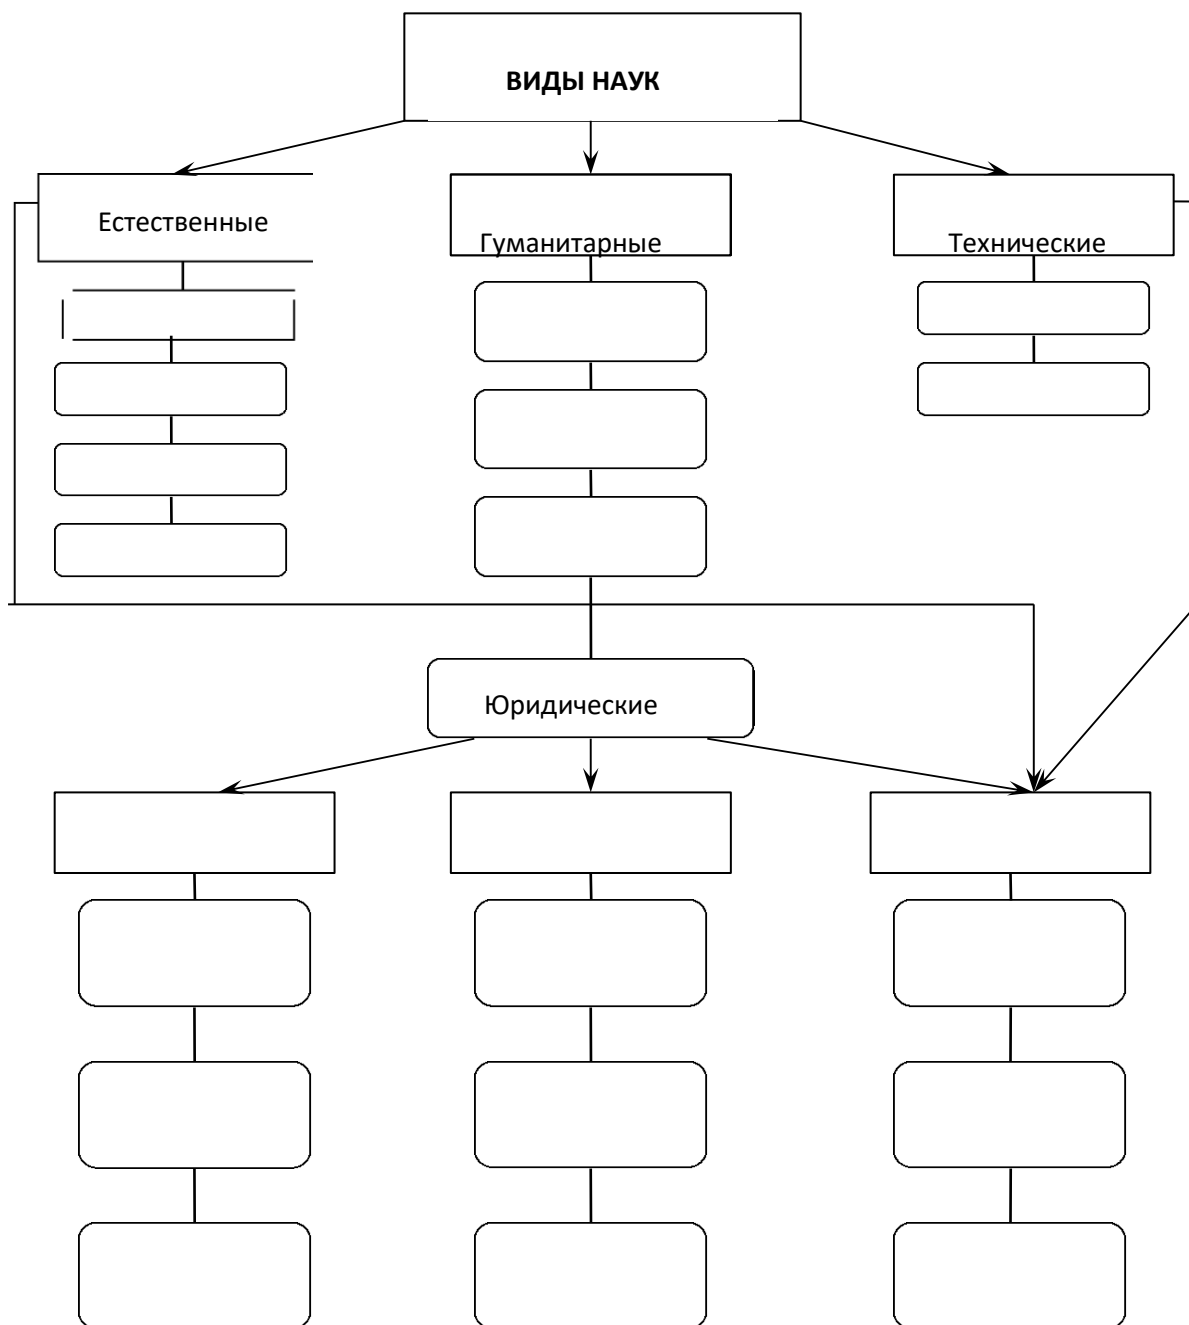 ВИДЫ НАУК
Естественные
Гуманитарные
Технические
Юридические